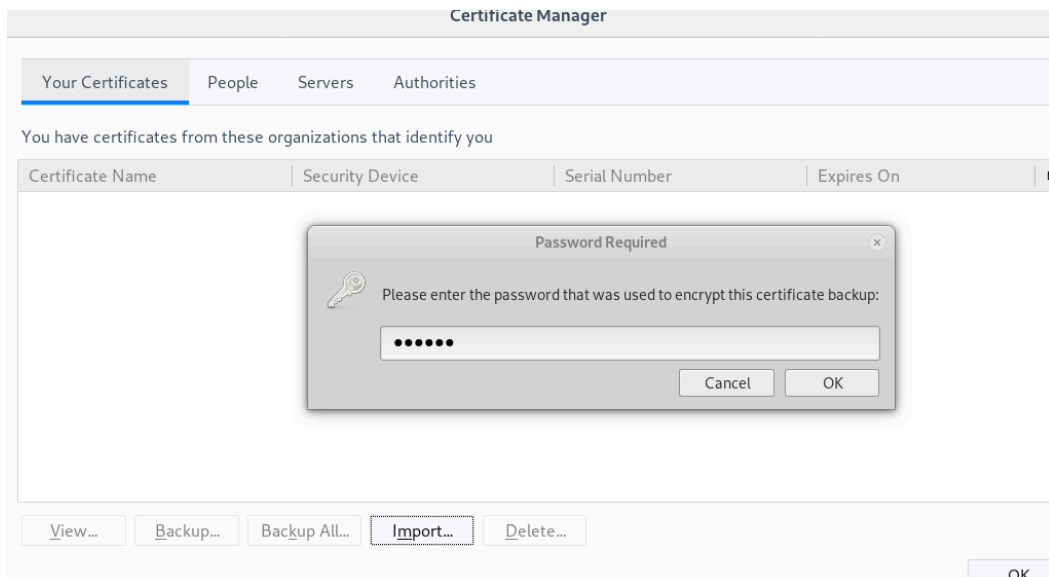 Certificate Manager
Your Certificates People Servers Authorities
You have certificates from these organizations that identify you
Certificate Name Security Device Serial Number Expires On
Password Required
Please enter the password that was used to encrypt this certificate backup:
••••••
Cancel OK
View... Backup... Backup All... Import... Delete...
OK